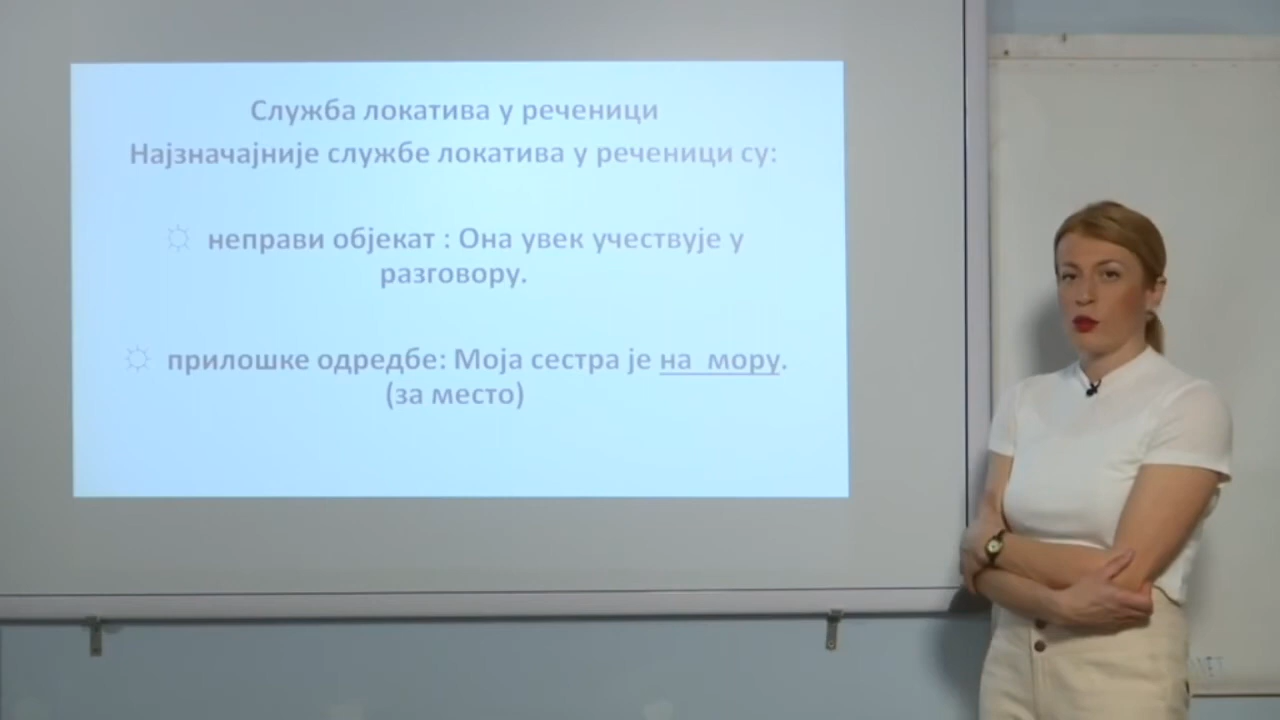 Служба локатива у реченици
Најзначајније службе локатива у реченици су:
неправи објекат : Она увек учествује у
разговору.
прилошке одредбе: Моја сестра је на мору.
(за место)